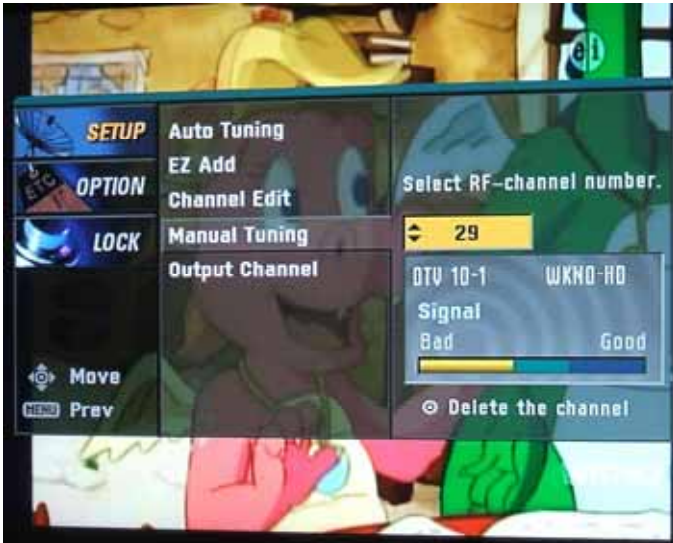 e i
SETUP
OPTION
ETC
LOCK
Move
MENU Prev
Auto Tuning
EZ Add
Channel Edit
Manual Tuning
Output Channel
Select RF-channel number.
29
DTV 10-1 WKNO-HD
Signal
Bad Good
Delete the channel